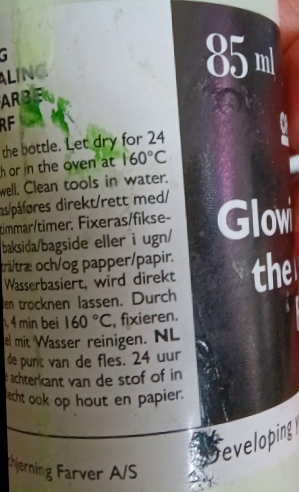 G
ALING
FARBE
RF
the bottle. Let dry for 24
h or in the oven at 160°C
well. Clean tools in water.
as/påføres direkt/rett med/
timmar/timer. Fixeras/fikse-
baksida/bagside eller i ugn/
trä/træ och/og papper/papir.
Wasserbasiert, wird direkt
en trocknen lassen. Durch
4 min bei 160 °C, fixieren.
el mit Wasser reinigen. NL
de punt van de fles. 24 uur
achterkant van de stof of in
echt ook op hout en papier.
chjerning Farver A/S
85 ml
Glowi
the
Developing